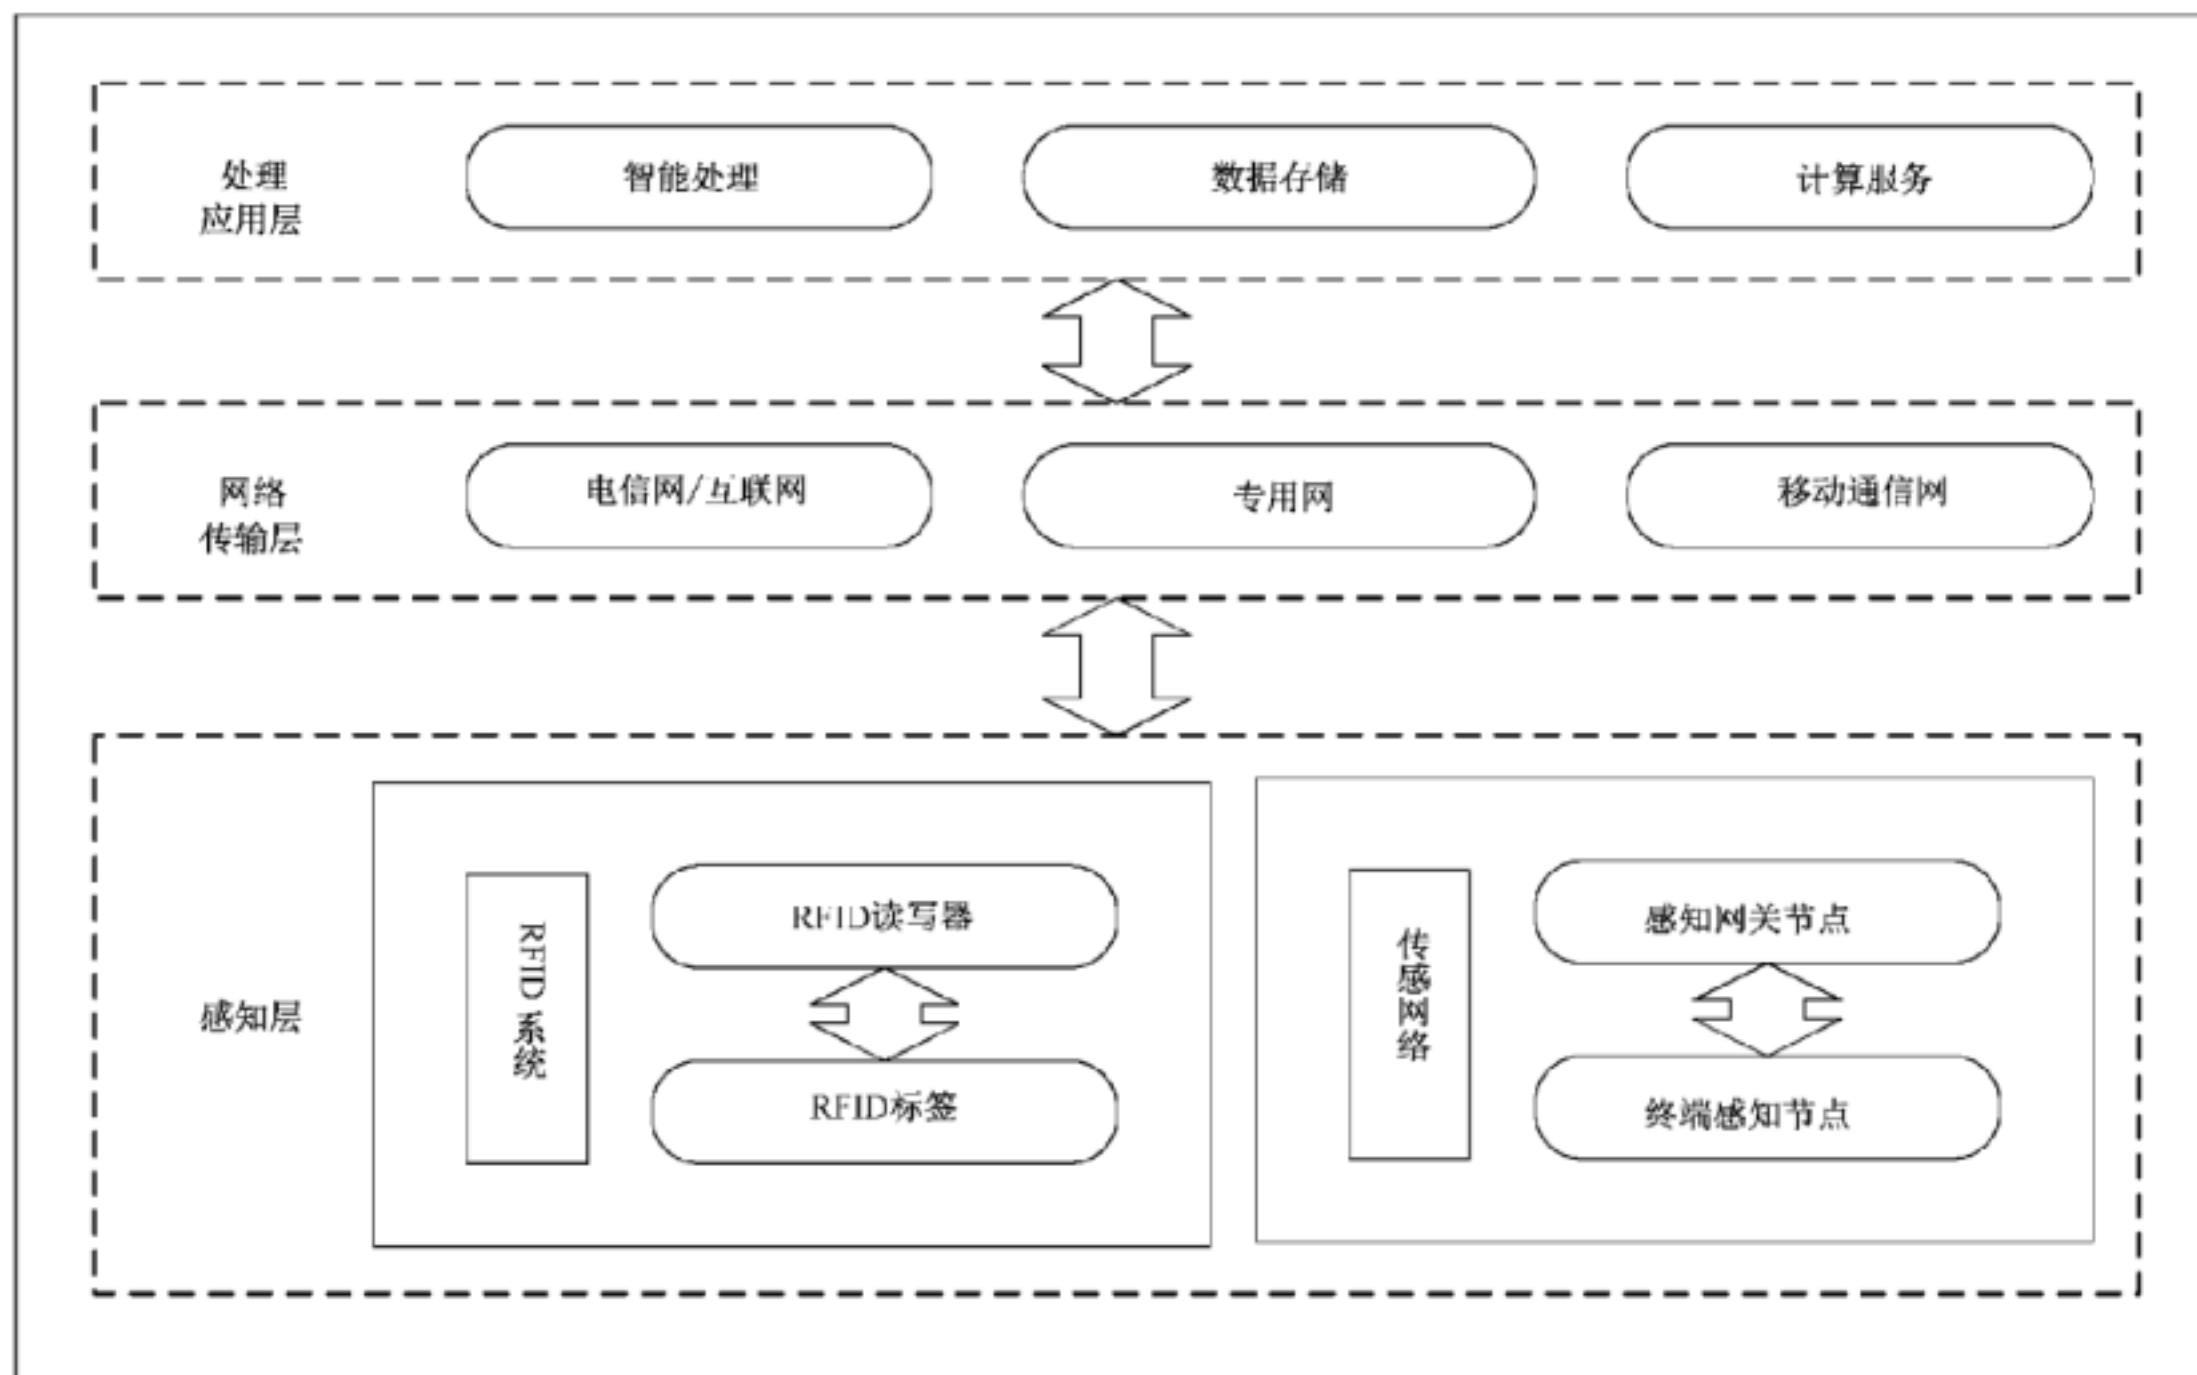 处理
应用层
智能处理
数据存储
计算服务
网络
传输层
电信网/互联网
专用网
移动通信网
感知层
RFID系统
RFID读写器
RFID标签
传感网络
感知网关节点
终端感知节点